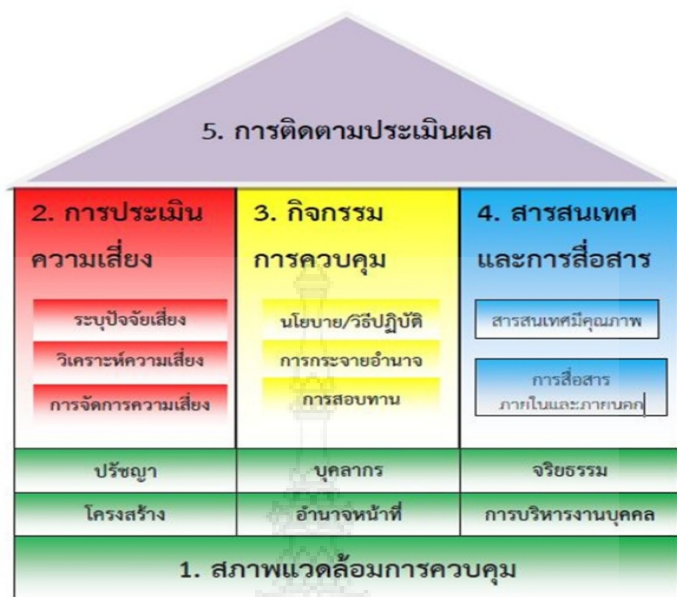 5. การติดตามประเมินผล
2. การประเมิน
ความเสี่ยง
ระบุปัจจัยเสี่ยง
วิเคราะห์ความเสี่ยง
การจัดการความเสี่ยง
3. กิจกรรม
การควบคุม
นโยบาย/วิธีปฏิบัติ
การกระจายอำนาจ
การสอบทาน
4. สารสนเทศ
และการสื่อสาร
สารสนเทศมีคุณภาพ
การสื่อสาร
ภายในและภายนอก
ปรัชญา
บุคลากร
จริยธรรม
โครงสร้าง
อำนาจหน้าที่
การบริหารงานบุคคล
1. สภาพแวดล้อมการควบคุม